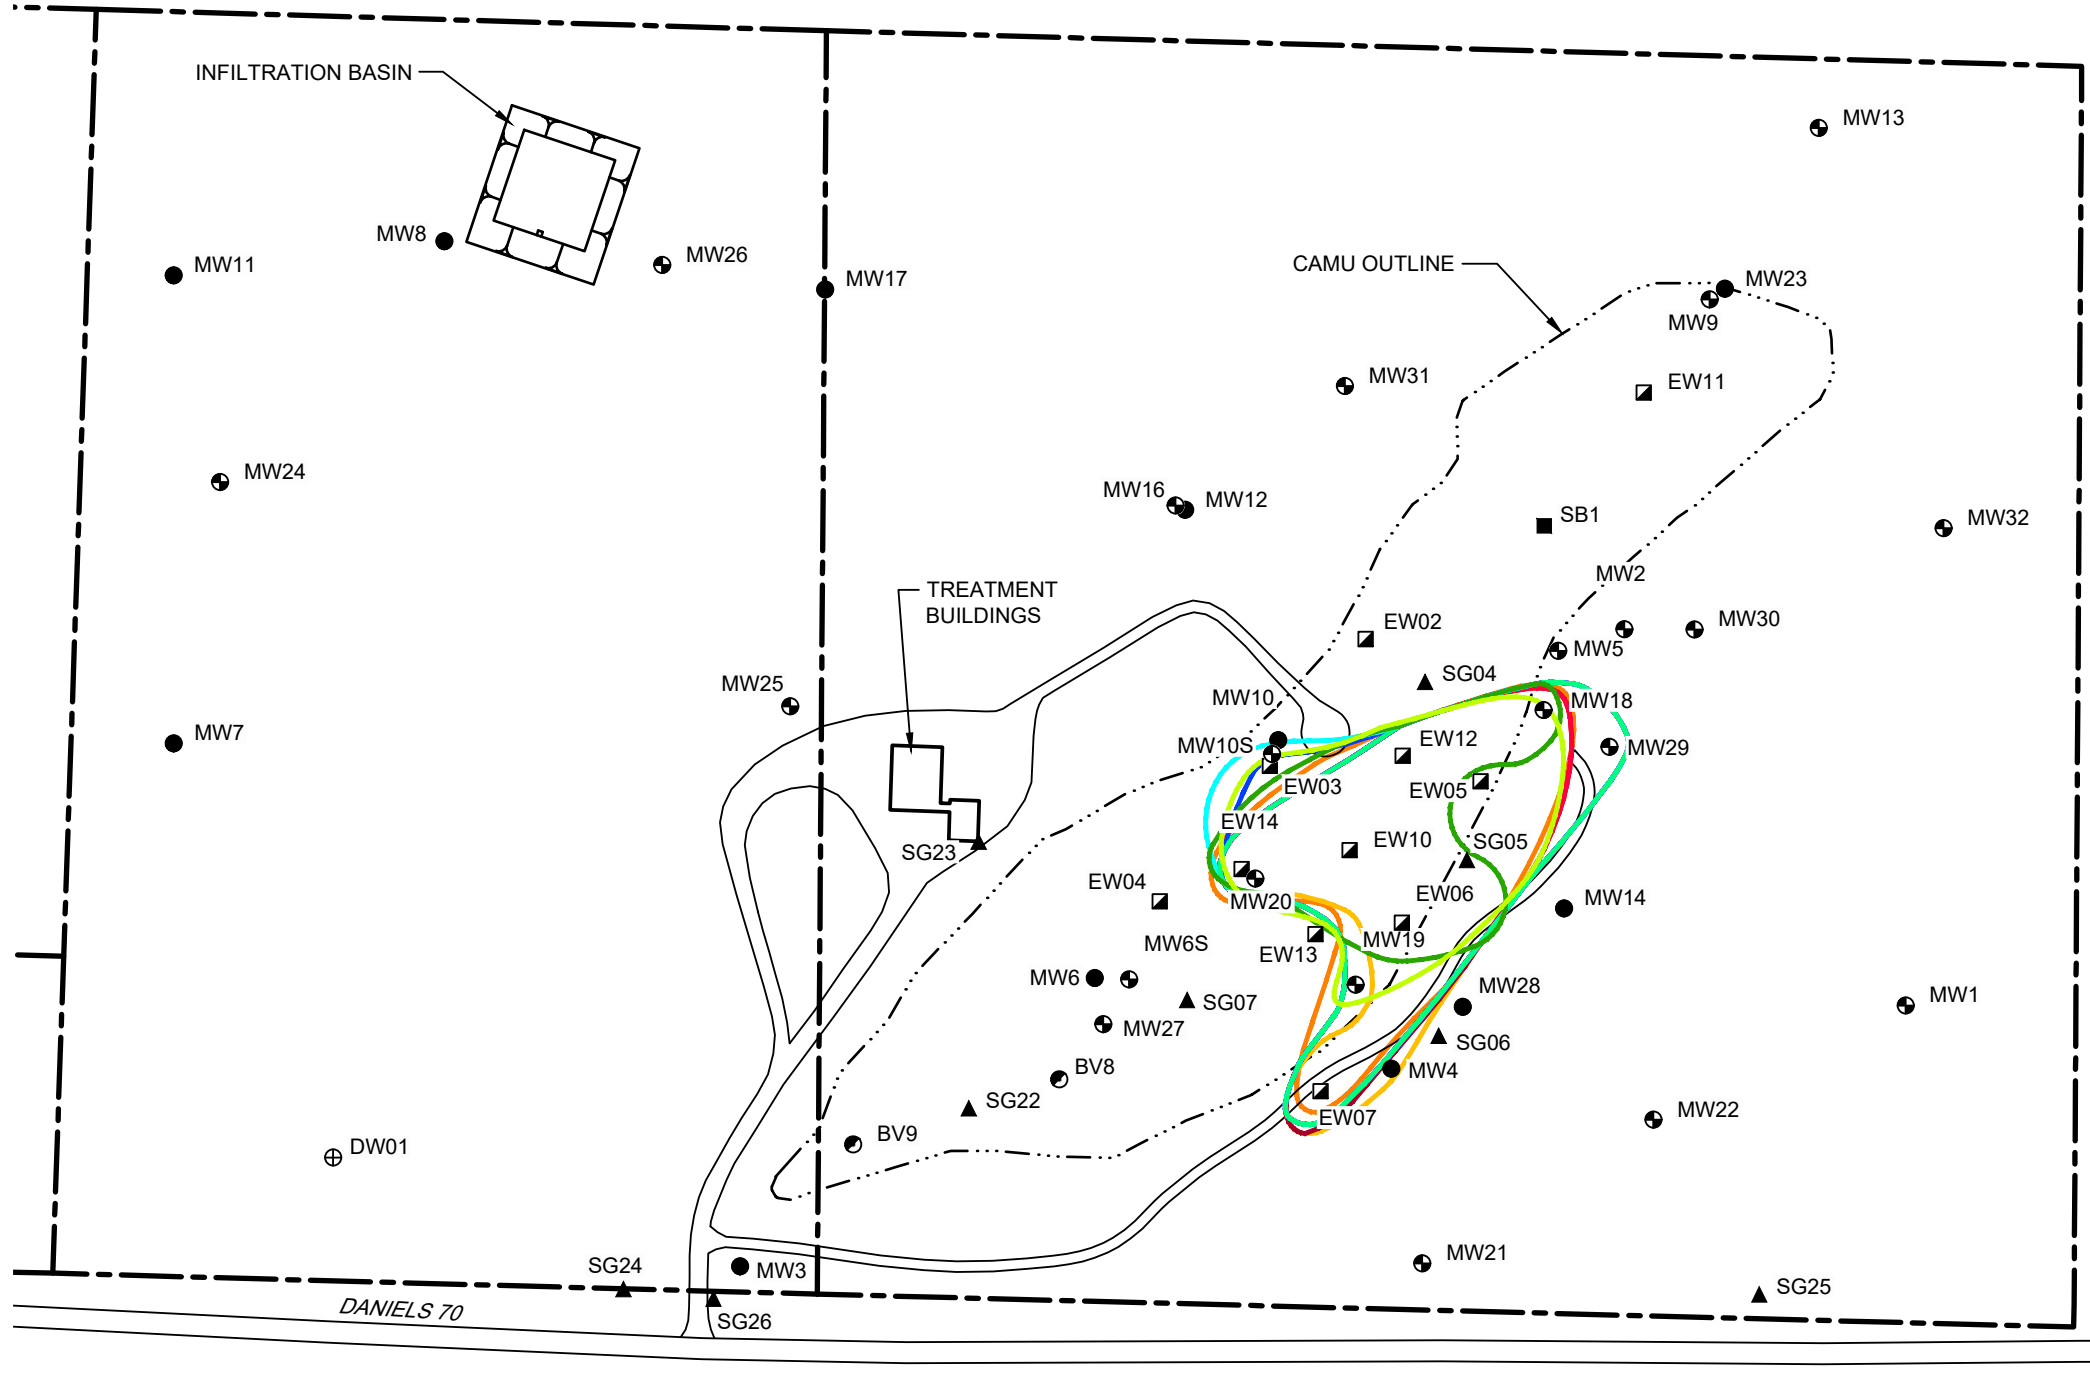 INFILTRATION BASIN
MW13
MW8
MW26
MW11
MW17
CAMU OUTLINE
MW23
MW9
MW31
EW11
MW24
MW16
MW12
SB1
MW32
MW2
TREATMENT
BUILDINGS
EW02
MW30
MW5
SG04
MW25
MW10
MW18
MW7
MW10S
EW12
MW29
EW03
EW05
EW14
SG05
SG23
EW10
EW04
EW06
MW20
MW14
MW6S
EW13
MW19
MW6
SG07
MW28
MW1
MW27
SG06
BV8
MW4
SG22
EW07
MW22
BV9
DW01
MW21
SG24
MW3
SG25
DANIELS 70
SG26